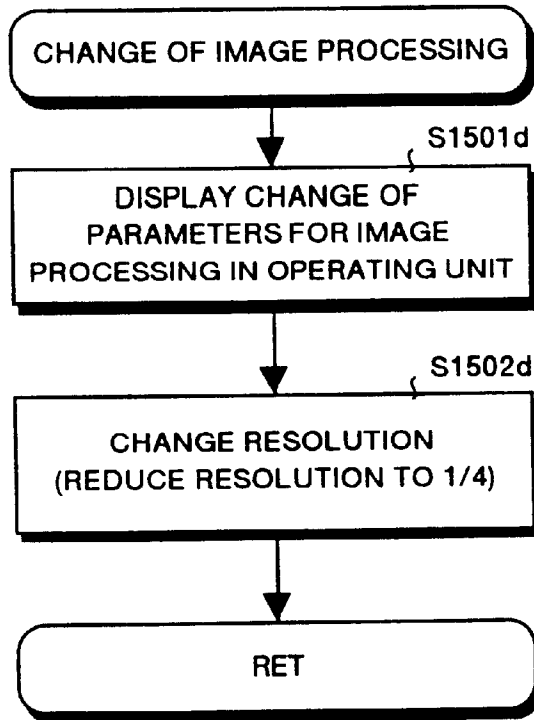 CHANGE OF IMAGE PROCESSING
S1501d
DISPLAY CHANGE OF
PARAMETERS FOR IMAGE
PROCESSING IN OPERATING UNIT
S1502d
CHANGE RESOLUTION
(REDUCE RESOLUTION TO 1/4)
RET